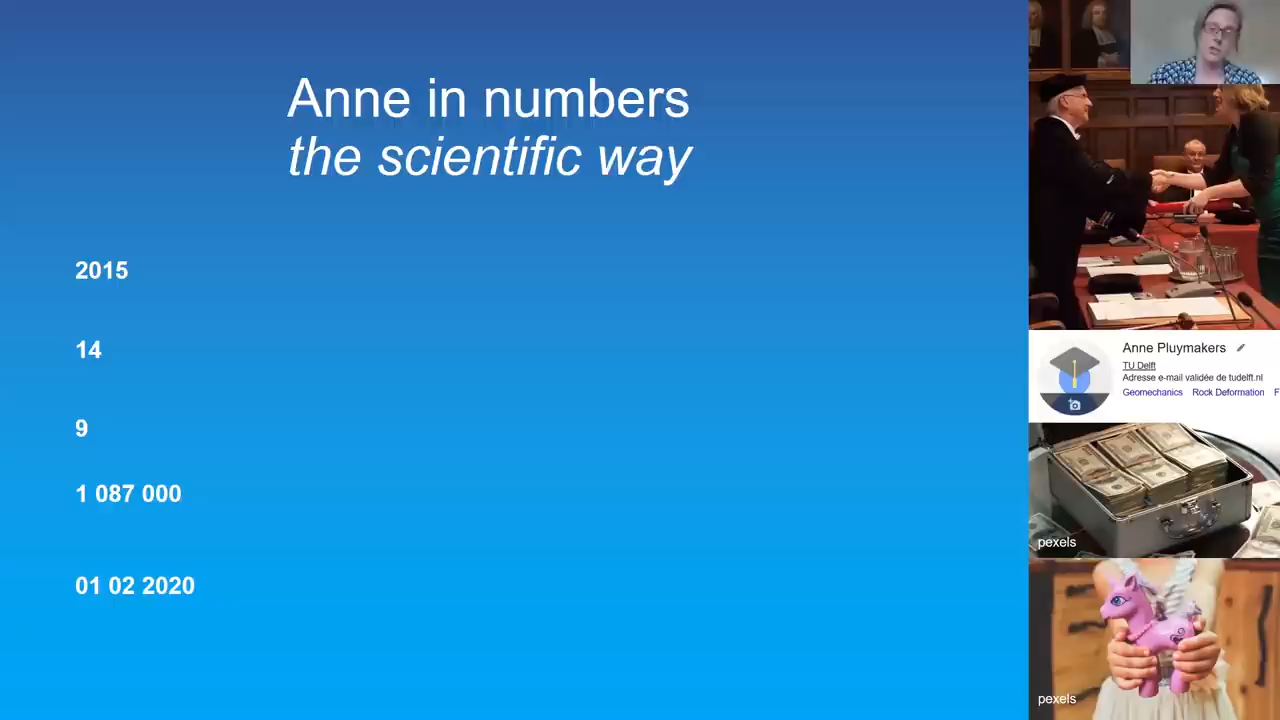 Anne in numbers
the scientific way
2015
14
9
1 087 000
01 02 2020
Anne Pluymakers
TU Delft
Adresse e-mail validée de tudelft.nl
Geomechanics Rock Deformation F
pexels
pexels